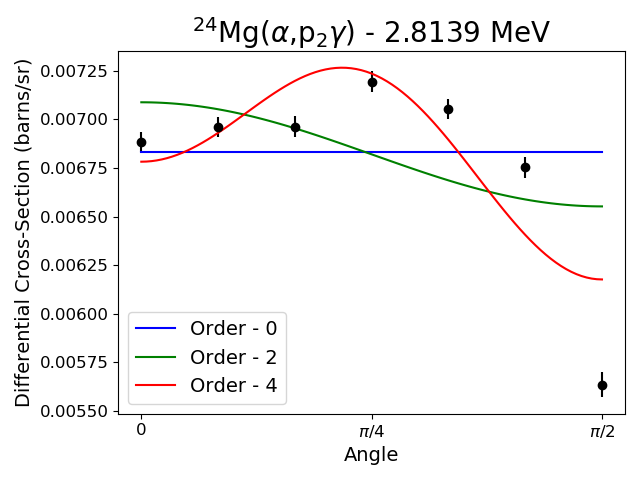 ²⁴Mg(α,p₂γ) - 2.8139 MeV
Differential Cross-Section (barns/sr)
0.00725
0.00700
0.00675
0.00650
0.00625
0.00600
0.00575
0.00550
Order - 0
Order - 2
Order - 4
0
π/4
π/2
Angle